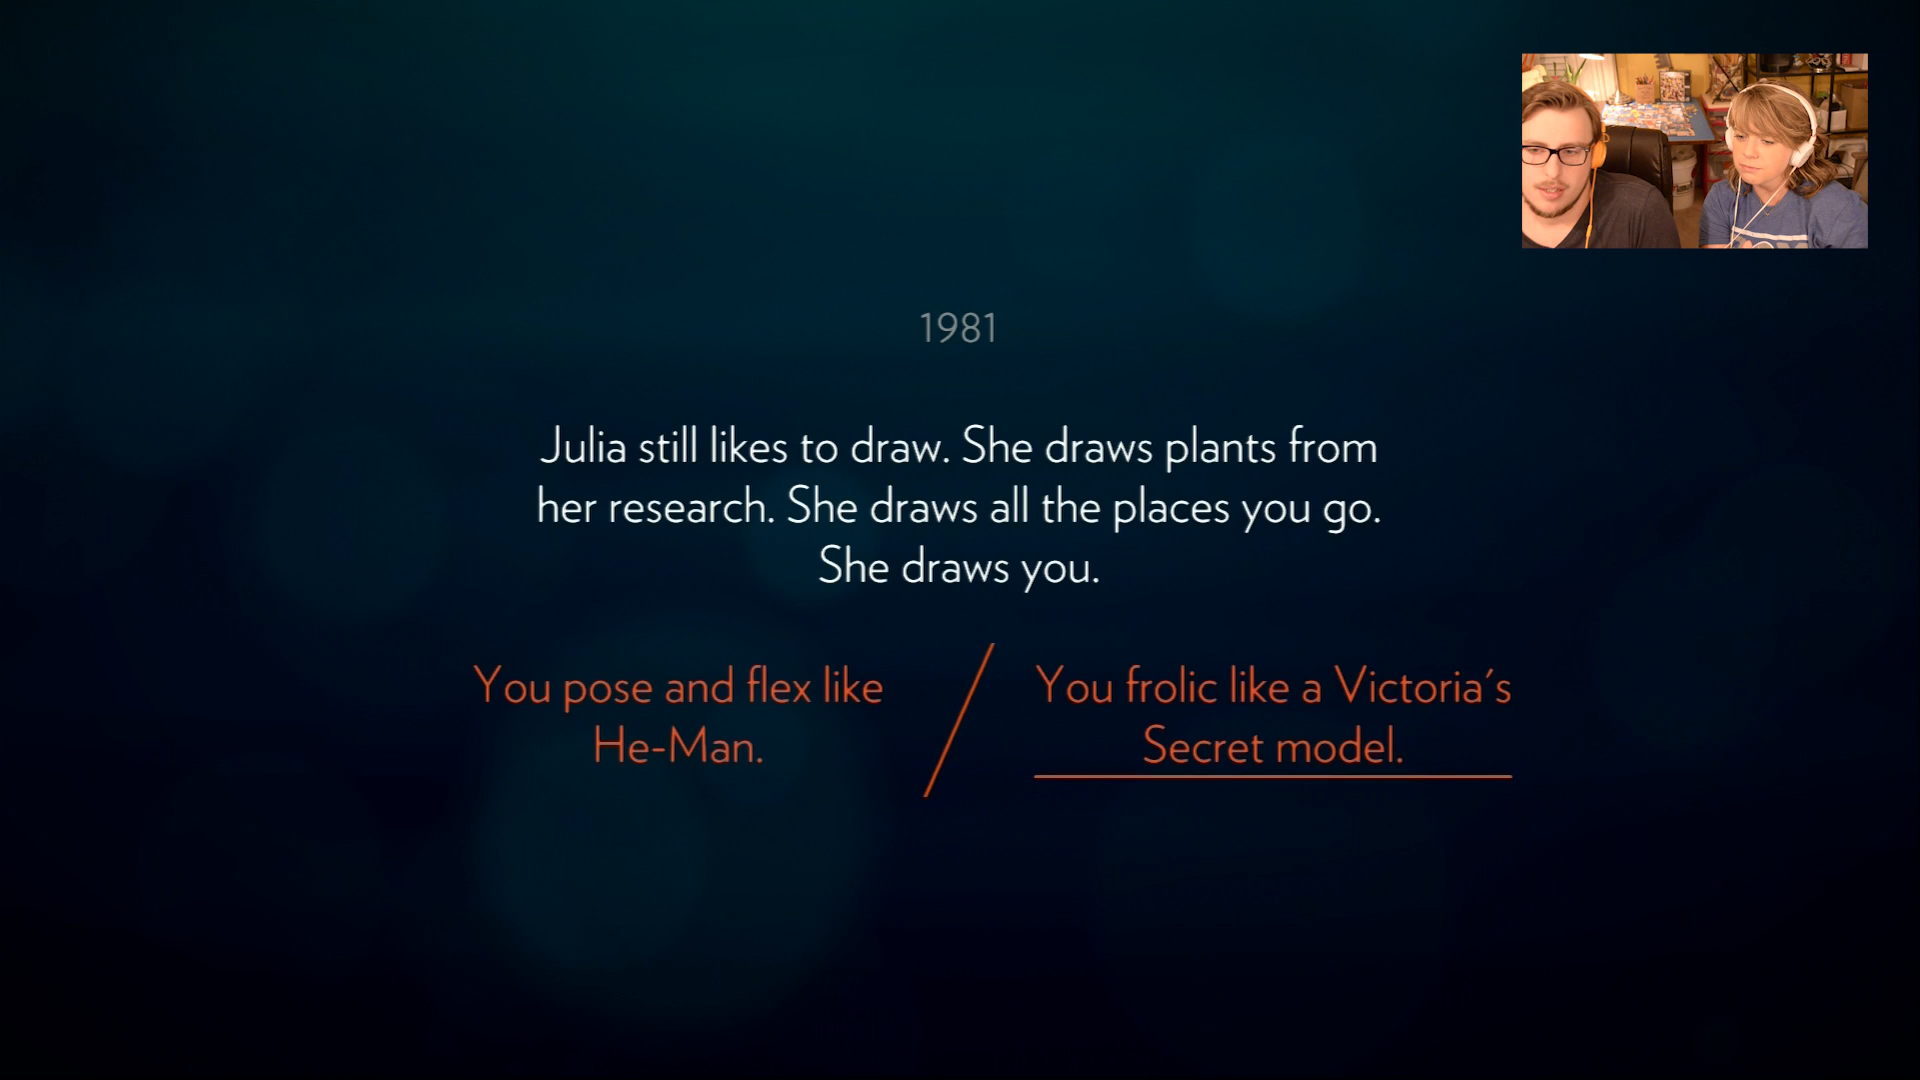 1981
Julia still likes to draw. She draws plants from
her research. She draws all the places you go.
She draws you.
You pose and flex like
He-Man.
You frolic like a Victoria's
Secret model.